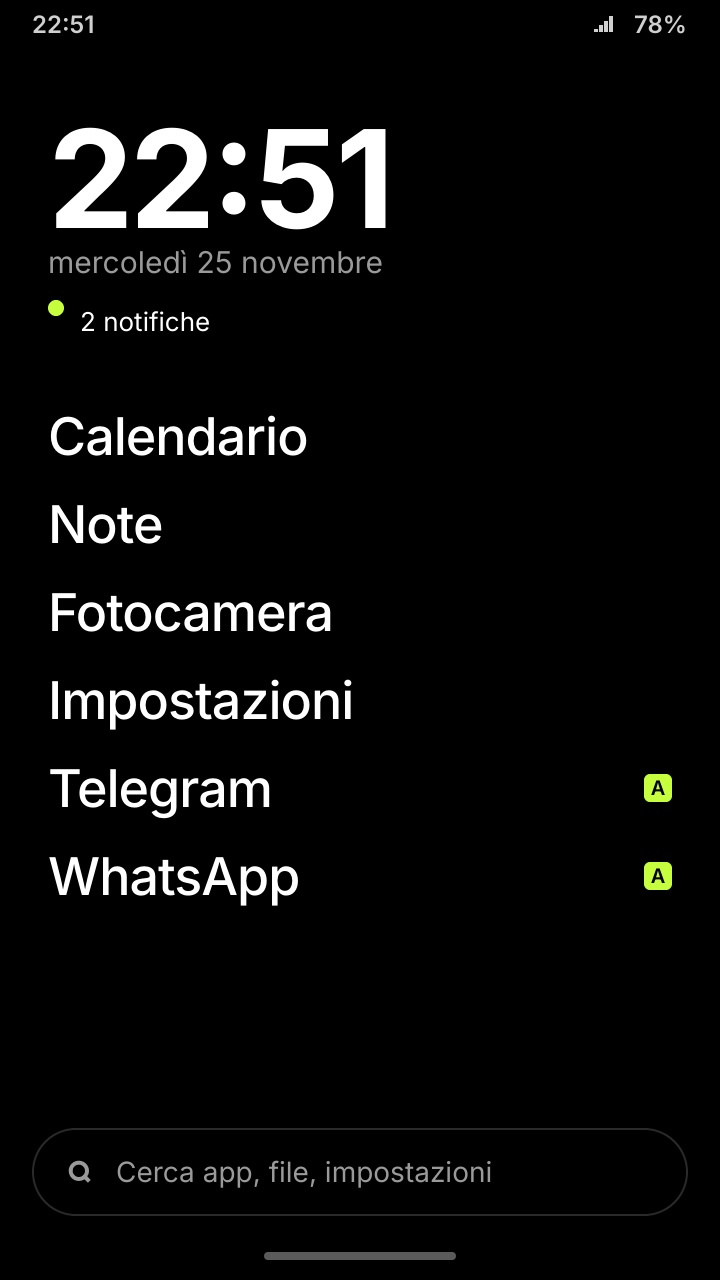 22:51
78%
22:51
mercoledì 25 novembre
2 notifiche
Calendario
Note
Fotocamera
Impostazioni
Telegram A
WhatsApp A
Cerca app, file, impostazioni